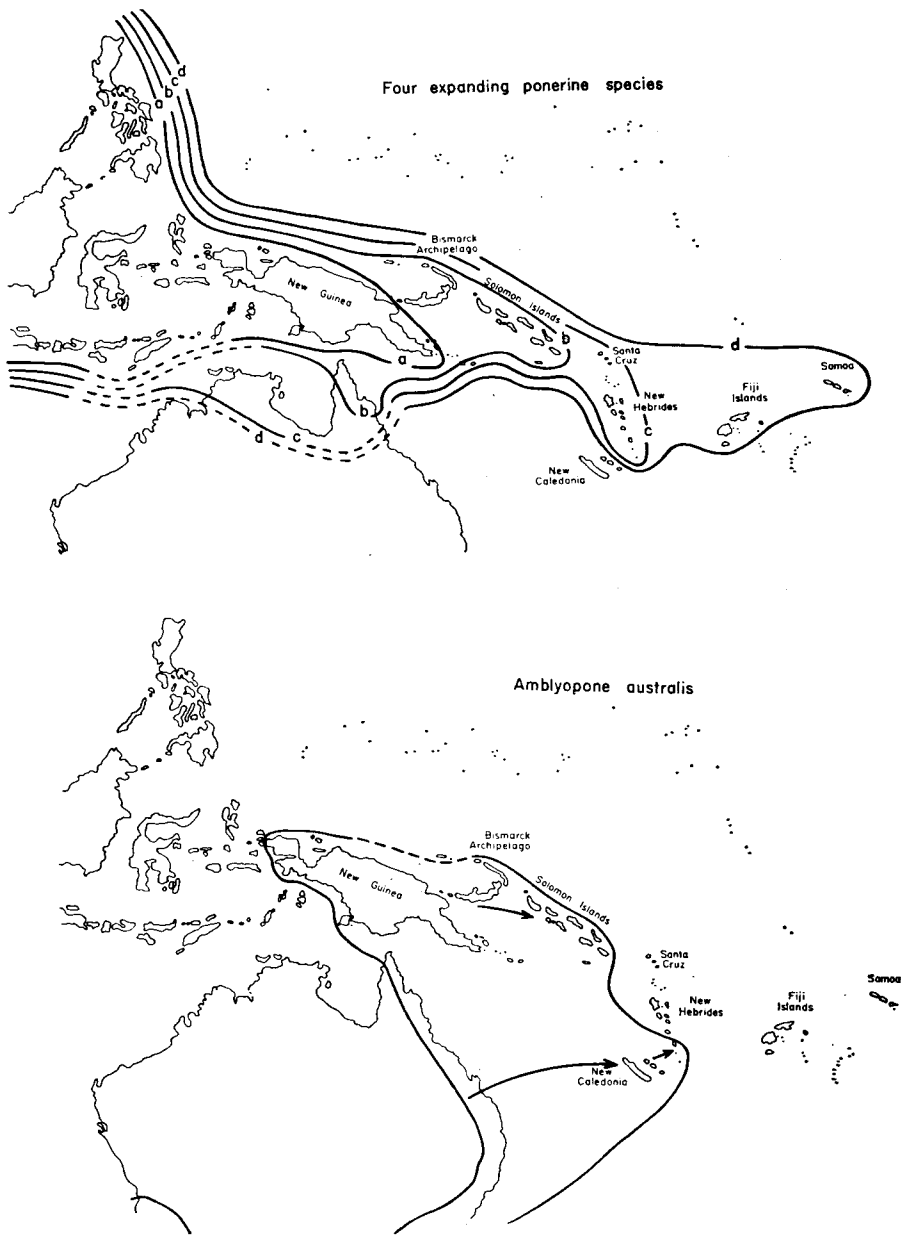 Four expanding ponerine species
d
c
b
a
Bismarck
Archipelago
Solomon Islands
New Guinea
b
a
Santa
Cruz
d
Samoa
Fiji
Islands
New
Hebrides
b
c
d
c
New
Caledonia
Amblyopone australis
Bismarck
Archipelago
Solomon Islands
New Guinea
Santa
Cruz
Samoa
Fiji
Islands
New
Hebrides
New
Caledonia